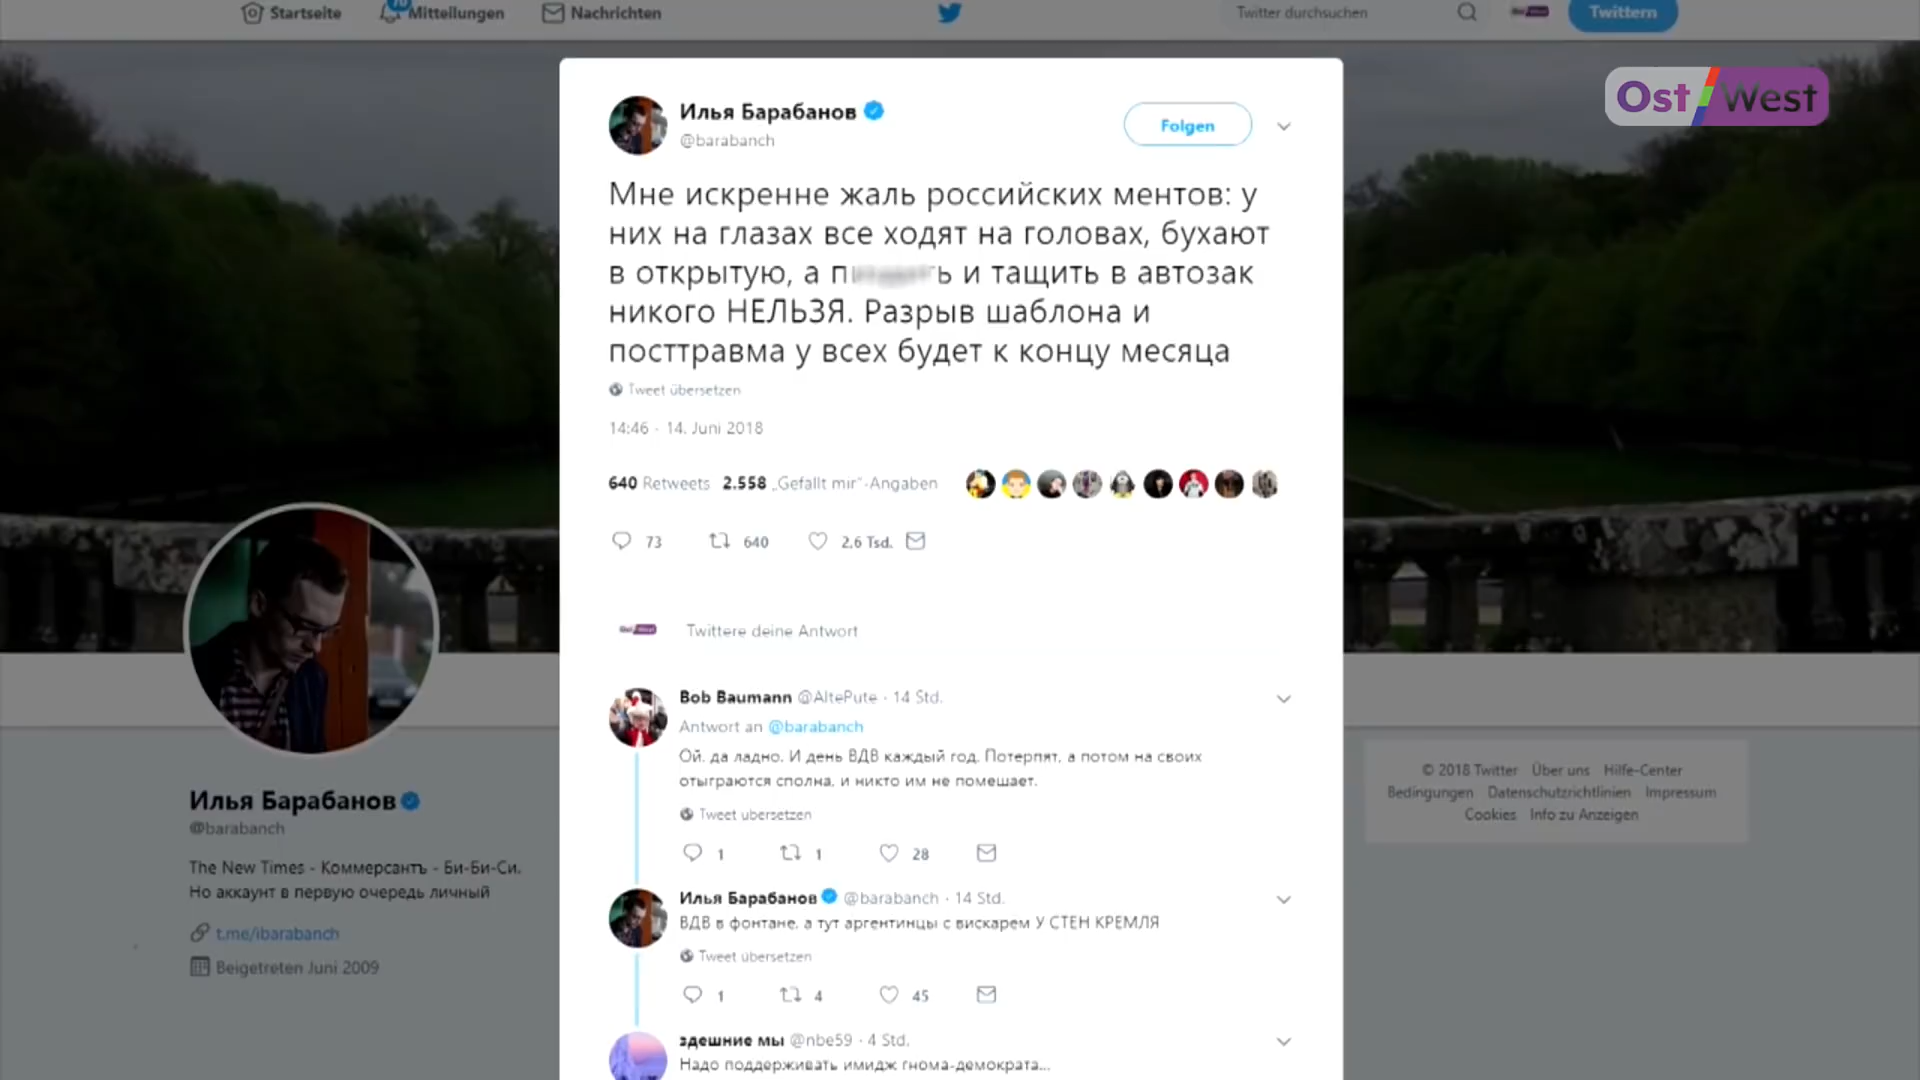 Startseite
Mitteilungen
Nachrichten
Twitter durchsuchen
Twittern
Ost West
Илья Барабанов
@barabanch
Folgen
Мне искренне жаль российских ментов: у
них на глазах все ходят на головах, бухают
в открытую, а п ь и тащить в автозак
никого НЕЛЬЗЯ. Разрыв шаблона и
посттравма у всех будет к концу месяца
Tweet übersetzen
14:46 - 14. Juni 2018
640 Retweets 2.558 „Gefällt mir"-Angaben
73 640 2.6 Tsd.
Twittere deine Antwort
Bob Baumann @AltePute · 14 Std.
Antwort an @barabanch
Ой, да ладно. И день ВДВ каждый год. Потерпят, а потом на своих
отыграются сполна, и никто им не помешает.
Tweet übersetzen
1 1 28
Илья Барабанов @barabanch · 14 Std.
ВДВ в фонтане, а тут аргентинцы с вискарем У СТЕН КРЕМЛЯ
Tweet übersetzen
1 4 45
здешние мы @nbe59 · 4 Std.
Надо поддерживать имидж гнома-демократа...
Илья Барабанов
@barabanch
The New Times - Коммерсантъ - Би-Би-Си.
Но аккаунт в первую очередь личный
t.me/ibarabanch
Beigetreten Juni 2009
© 2018 Twitter Über uns Hilfe-Center
Bedingungen Datenschutzrichtlinien Impressum
Cookies Info zu Anzeigen